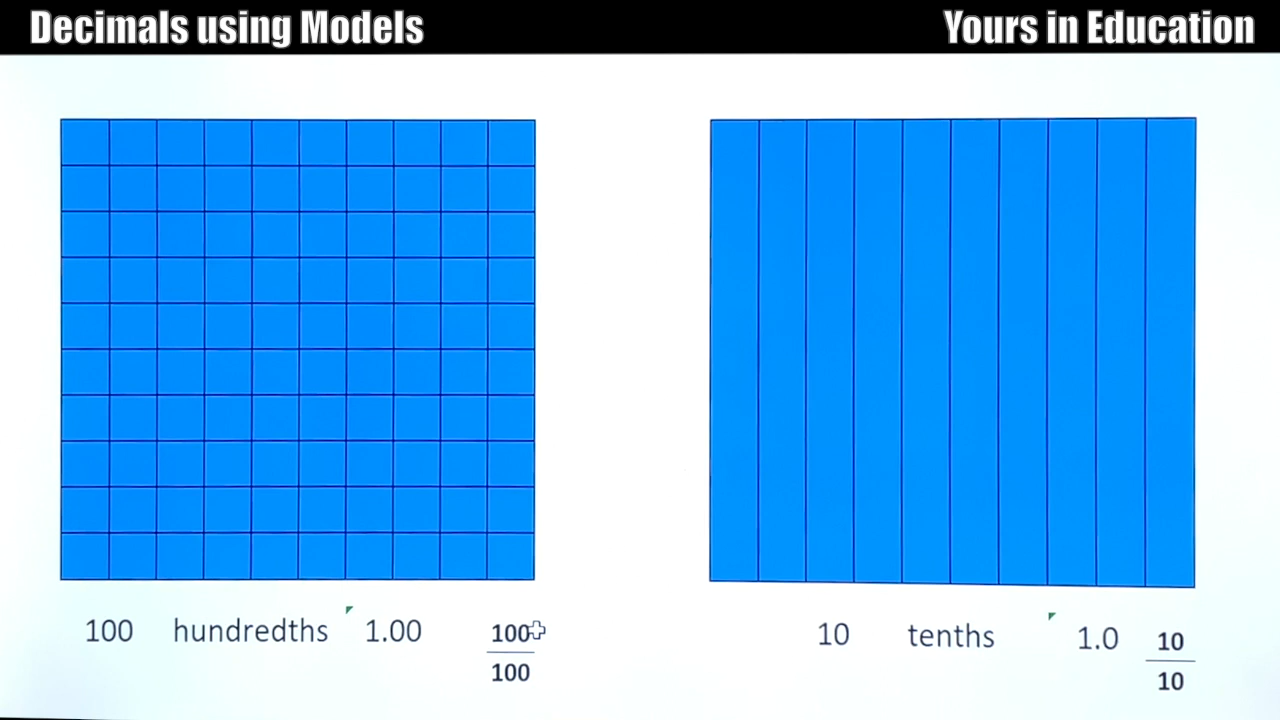 Decimals using Models
Yours in Education
100 hundredths 1.00 100/100
10 tenths 1.0 10/10